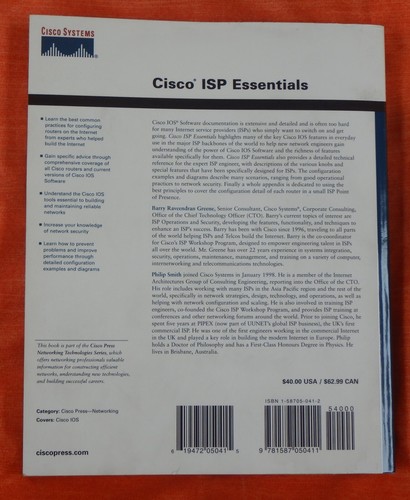 CISCO SYSTEMS
Cisco® ISP Essentials
Learn the best common
practices for configuring
routers on the Internet
from experts who helped
build the Internet
Gain specific advice through
comprehensive coverage of
all Cisco routers and current
versions of Cisco IOS
Software
Understand the Cisco IOS
tools essential to building
and maintaining reliable
networks
Increase your knowledge
of network security
Learn how to prevent
problems and improve
performance through
detailed configuration
examples and diagrams
This book is part of the Cisco Press
Networking Technologies Series, which
offers networking professionals valuable
information for constructing efficient
networks, understanding new technologies,
and building successful careers.
Category: Cisco Press—Networking
Covers: Cisco IOS
ciscopress.com
Cisco IOS® Software documentation is extensive and detailed and is often too hard
for many Internet service providers (ISPs) who simply want to switch on and get
going. Cisco ISP Essentials highlights many of the key Cisco IOS features in everyday
use in the major ISP backbones of the world to help new network engineers gain
understanding of the power of Cisco IOS Software and the richness of features
available specifically for them. Cisco ISP Essentials also provides a detailed technical
reference for the expert ISP engineer, with descriptions of the various knobs and
special features that have been specifically designed for ISPs. The configuration
examples and diagrams describe many scenarios, ranging from good operational
practices to network security. Finally a whole appendix is dedicated to using the
best principles to cover the configuration detail of each router in a small ISP Point
of Presence.
Barry Raveendran Greene, Senior Consultant, Cisco Systems®, Corporate Consulting,
Office of the Chief Technology Officer (CTO). Barry's current topics of interest are
ISP Operations and Security, developing the features, functionality, and techniques to
enhance an ISP's success. Barry has been with Cisco since 1996, traveling to all parts
of the world helping ISPs and Telcos build the Internet. Barry is the co-coordinator
for Cisco's ISP Workshop Program, designed to empower engineering talent in ISPs
all over the world. Mr. Greene has over 22 years experience in systems integration,
security, operations, maintenance, management, and training on a variety of computer,
internetworking and telecommunications technologies.
Philip Smith joined Cisco Systems in January 1998. He is a member of the Internet
Architectures Group of Consulting Engineering, reporting into the Office of the CTO.
His role includes working with many ISPs in the Asia Pacific region and the rest of the
world, specifically in network strategies, design, technology, and operations, as well as
helping with network configuration and scaling. He is also involved in training ISP
engineers, co-founded the Cisco ISP Workshop Program, and provides ISP training at
conferences and other networking forums around the world. Prior to joining Cisco, he
spent five years at PIPEX (now part of UUNET's global ISP business), the UK's first
commercial ISP. He was one of the first engineers working in the commercial Internet
in the UK and played a key role in building the modern Internet in Europe. Philip
holds a Doctor of Philosophy and has a First-Class Honours Degree in Physics. He
lives in Brisbane, Australia.
$40.00 USA / $62.99 CAN
ISBN 1-58705-041-2
54000
6 19472 05041
9 781587 050411